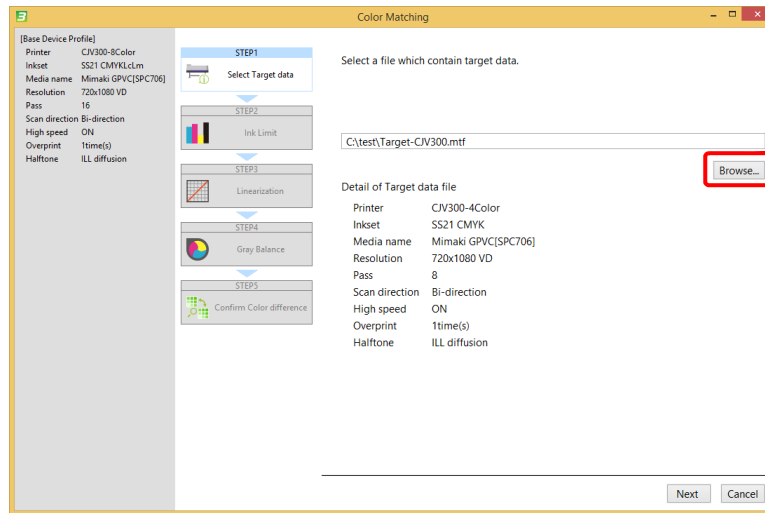 Color Matching
[Base Device Profile]
Printer CJV300-8Color
Inkset SS21 CMYKLcLm
Media name Mimaki GPVC[SPC706]
Resolution 720x1080 VD
Pass 16
Scan direction Bi-direction
High speed ON
Overprint 1time(s)
Halftone ILL diffusion
STEP1
Select Target data
STEP2
Ink Limit
STEP3
Linearization
STEP4
Gray Balance
STEP5
Confirm Color difference
Select a file which contain target data.
C:\test\Target-CJV300.mtf
Browse...
Detail of Target data file
Printer CJV300-4Color
Inkset SS21 CMYK
Media name Mimaki GPVC[SPC706]
Resolution 720x1080 VD
Pass 8
Scan direction Bi-direction
High speed ON
Overprint 1time(s)
Halftone ILL diffusion
Next Cancel